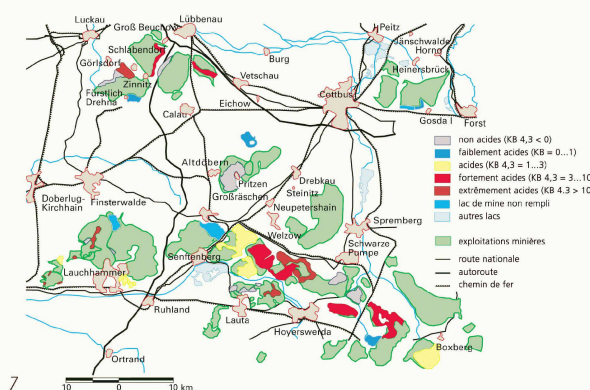 Luckau
Groß Beuchow
Lübbenau
Peitz
Jänschwalde
Horno
Schlabendorf
Burg
Görlsdorf
Heinersbrück
Zinnitz
Vetschau
Fürstlich
Drehna
Cottbus
Eichow
Calau
Gosda I
Forst
non acides (KB 4,3 < 0)
faiblement acides (KB = 0...1)
acides (KB 4,3 = 1...3)
fortement acides (KB 4,3 = 3...10
extrêmement acides (KB 4.3 > 10
lac de mine non rempli
autres lacs
exploitations minières
route nationale
autoroute
chemin de fer
Altdöbern
Pritzen
Drebkau
Steinitz
Doberlug-
Kirchhain
Finsterwalde
Großräschen
Neupetershain
Spremberg
Welzow
Schwarze
Pumpe
Senftenberg
Lauchhammer
Ruhland
Lauta
Hoyerswerda
Boxberg
Ortrand
7
10 0 10 km